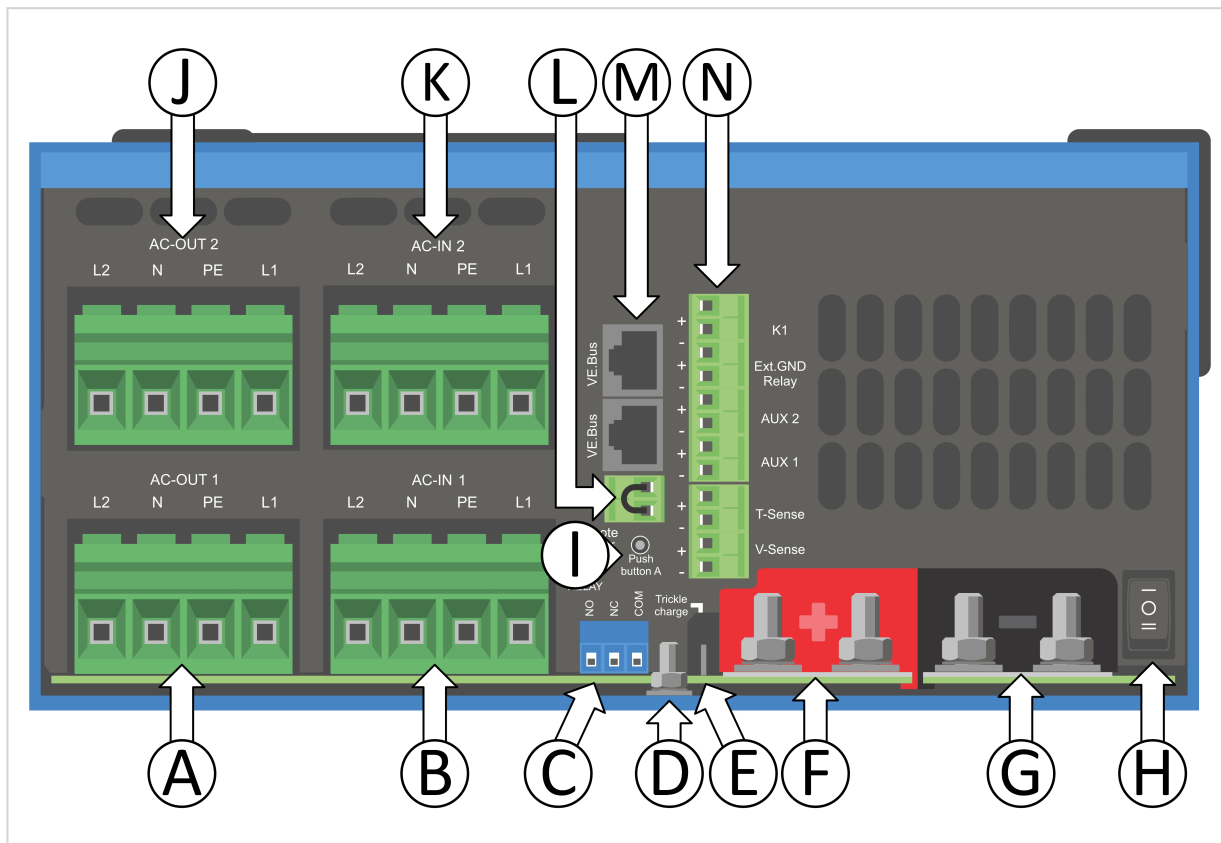 J K L M N
AC-OUT 2 AC-IN 2
L2 N PE L1 L2 N PE L1
+ K1
-
+ Ext.GND
- Relay
+ AUX 2
-
+ AUX 1
-
VE.Bus
VE.Bus
AC-OUT 1 AC-IN 1
L2 N PE L1 L2 N PE L1
+ T-Sense
-
+ V-Sense
-
I
Push
button A
NO NC COM
Trickle
charge
+ -
I O II
A B C D E F G H